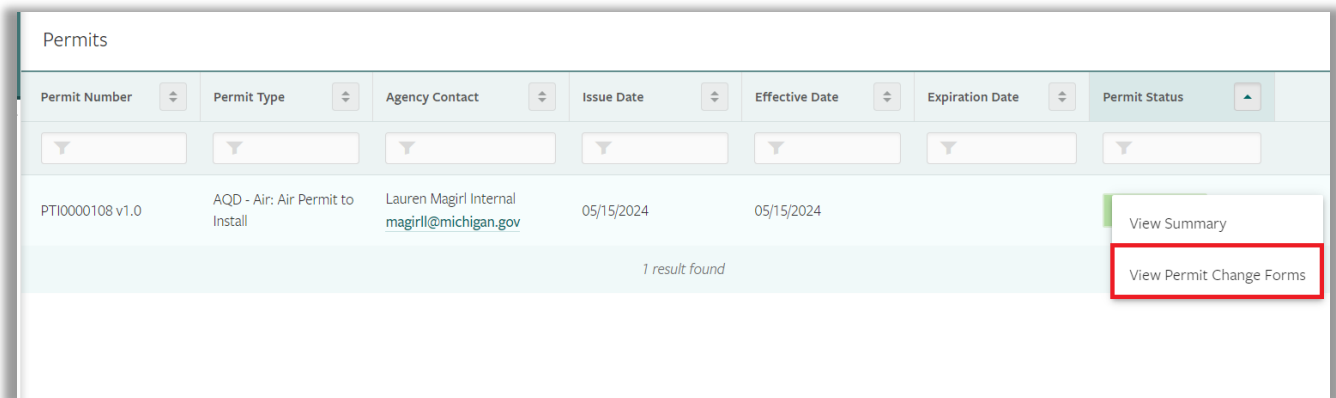 Permits
Permit Number Permit Type Agency Contact Issue Date Effective Date Expiration Date Permit Status
PTI0000108 v1.0 AQD - Air: Air Permit to Install Lauren Magirl Internal magirll@michigan.gov 05/15/2024 05/15/2024
View Summary
1 result found
View Permit Change Forms